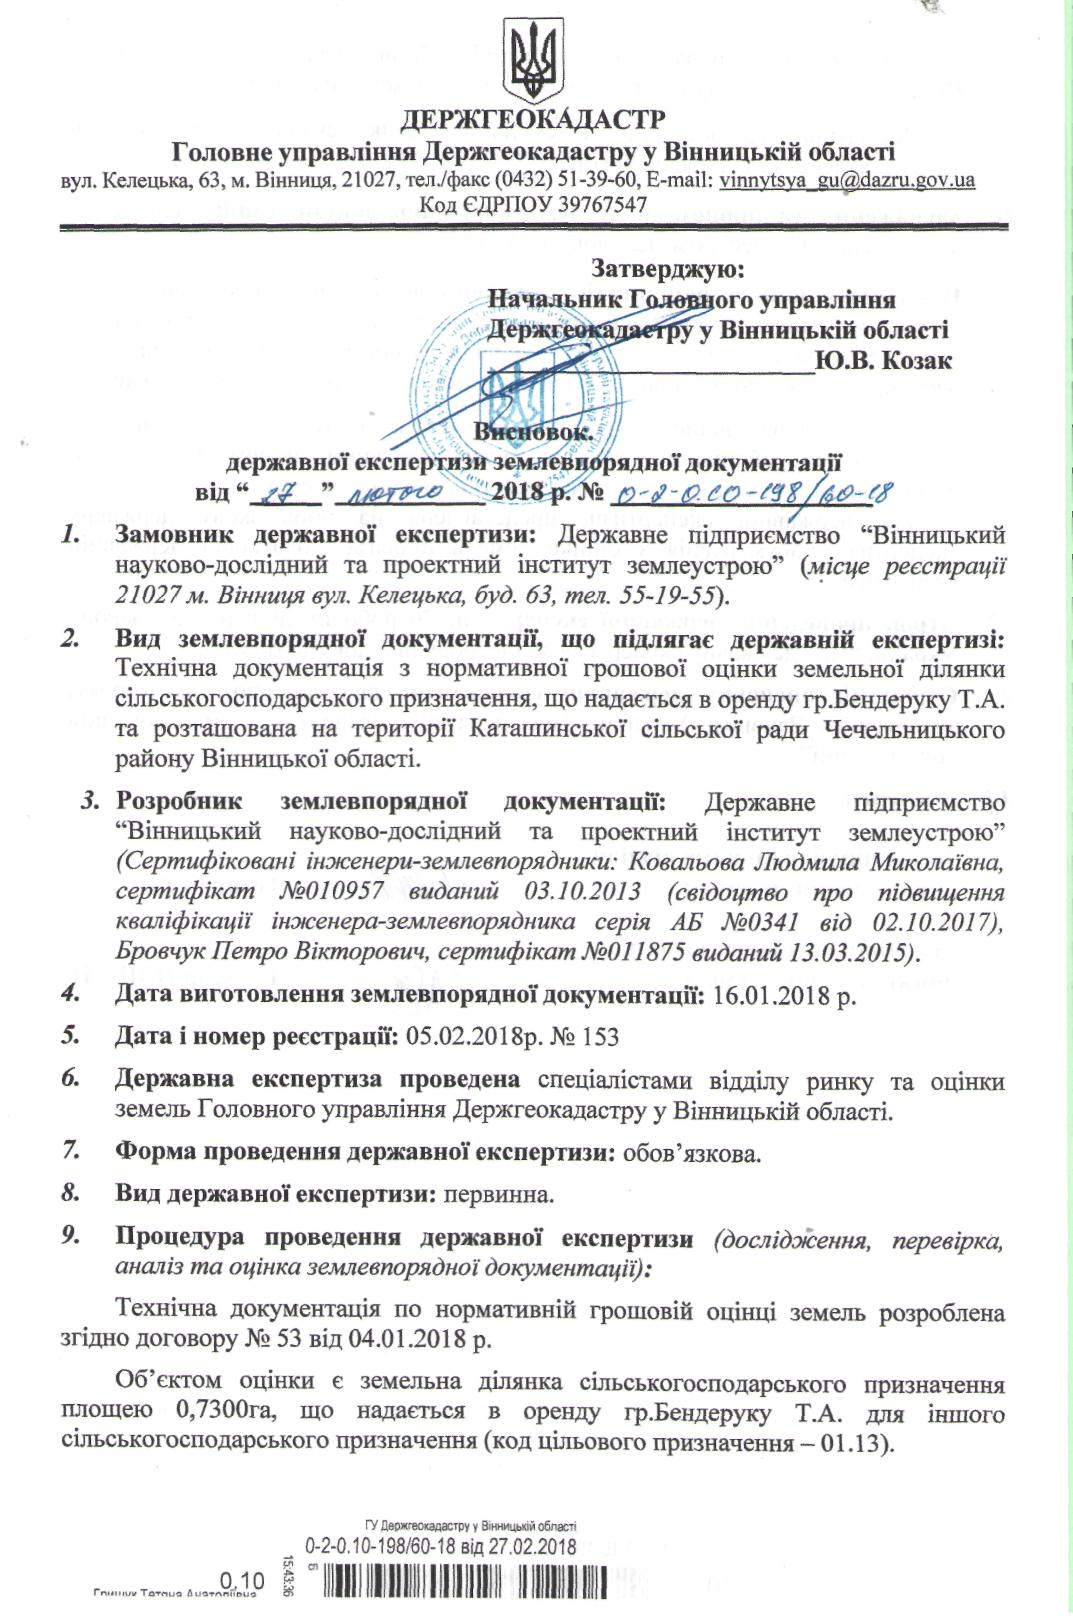 ДЕРЖГЕОКАДАСТР
Головне управління Держгеокадастру у Вінницькій області
вул. Келецька, 63, м. Вінниця, 21027, тел./факс (0432) 51-39-60, E-mail: vinnytsya_gu@dazru.gov.ua
Код ЄДРПОУ 39767547
Затверджую:
Начальник Головного управління
Держгеокадастру у Вінницькій області
Ю.В. Козак
Висновок.
державної експертизи землевпорядної документації
від “ 27 ” лютого 2018 р. № 0-2-0.10-198/60-18
1. Замовник державної експертизи: Державне підприємство “Вінницький
науково-дослідний та проектний інститут землеустрою” (місце реєстрації
21027 м. Вінниця вул. Келецька, буд. 63, тел. 55-19-55).
2. Вид землевпорядної документації, що підлягає державній експертизі:
Технічна документація з нормативної грошової оцінки земельної ділянки
сільськогосподарського призначення, що надається в оренду гр.Бендеруку Т.А.
та розташована на території Каташинської сільської ради Чечельницького
району Вінницької області.
3. Розробник землевпорядної документації: Державне підприємство
“Вінницький науково-дослідний та проектний інститут землеустрою”
(Сертифіковані інженери-землевпорядники: Ковальова Людмила Миколаївна,
сертифікат №010957 виданий 03.10.2013 (свідоцтво про підвищення
кваліфікації інженера-землевпорядника серія АБ №0341 від 02.10.2017),
Бровчук Петро Вікторович, сертифікат №011875 виданий 13.03.2015).
4. Дата виготовлення землевпорядної документації: 16.01.2018 р.
5. Дата і номер реєстрації: 05.02.2018р. № 153
6. Державна експертиза проведена спеціалістами відділу ринку та оцінки
земель Головного управління Держгеокадастру у Вінницькій області.
7. Форма проведення державної експертизи: обов’язкова.
8. Вид державної експертизи: первинна.
9. Процедура проведення державної експертизи (дослідження, перевірка,
аналіз та оцінка землевпорядної документації):
Технічна документація по нормативній грошовій оцінці земель розроблена
згідно договору № 53 від 04.01.2018 р.
Об’єктом оцінки є земельна ділянка сільськогосподарського призначення
площею 0,7300га, що надається в оренду гр.Бендеруку Т.А. для іншого
сільськогосподарського призначення (код цільового призначення – 01.13).
ГУ Держгеокадастру у Вінницькій області
0-2-0.10-198/60-18 від 27.02.2018
15:43:36
0,10